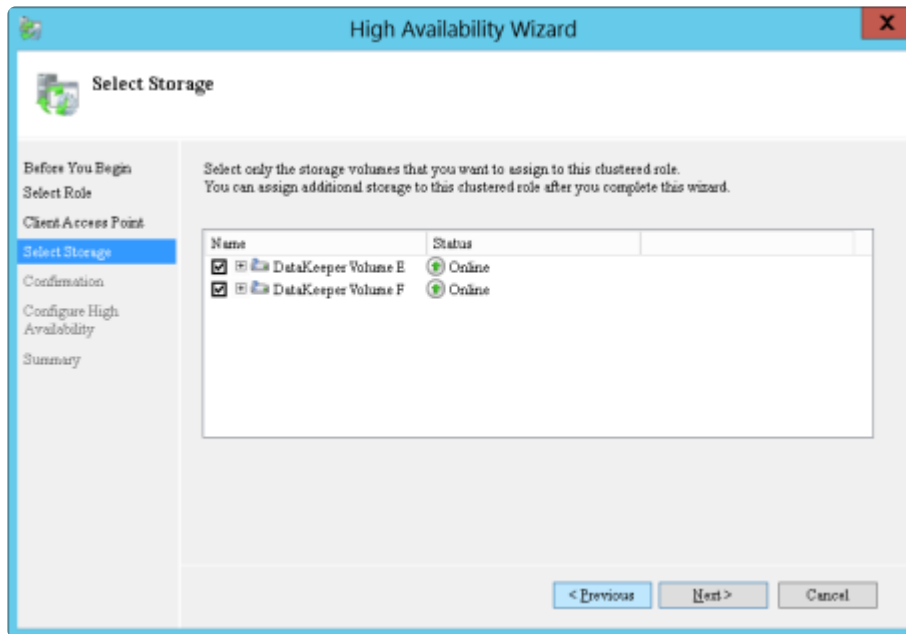 High Availability Wizard
X
Select Storage
Before You Begin
Select Role
Client Access Point
Select Storage
Confirmation
Configure High
Availability
Summary
Select only the storage volumes that you want to assign to this clustered role.
You can assign additional storage to this clustered role after you complete this wizard.
Name Status
DataKeeper Volume E Online
DataKeeper Volume F Online
< Previous Next > Cancel